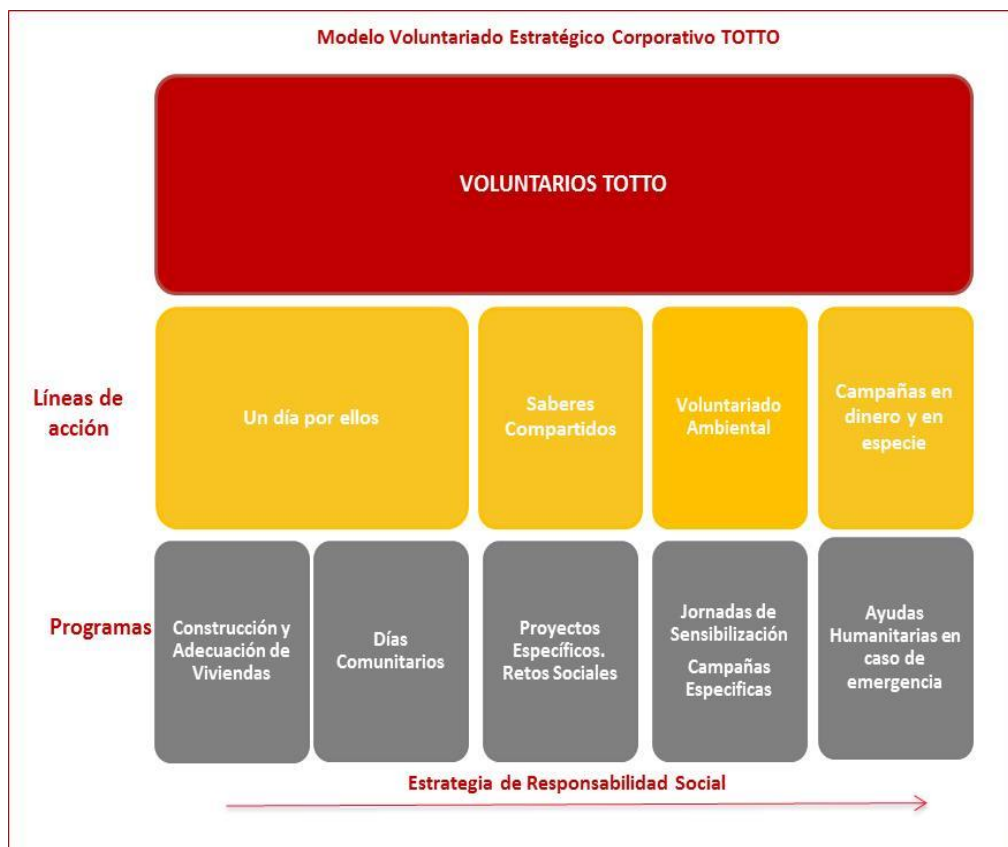 Modelo Voluntariado Estratégico Corporativo TOTTO
VOLUNTARIOS TOTTO
Líneas de
acción
Un día por ellos
Saberes
Compartidos
Voluntariado
Ambiental
Campañas en
dinero y en
especie
Programas
Construcción y
Adecuación de
Viviendas
Días
Comunitarios
Proyectos
Específicos.
Retos Sociales
Jornadas de
Sensibilización
Campañas
Especificas
Ayudas
Humanitarias en
caso de
emergencia
Estrategia de Responsabilidad Social